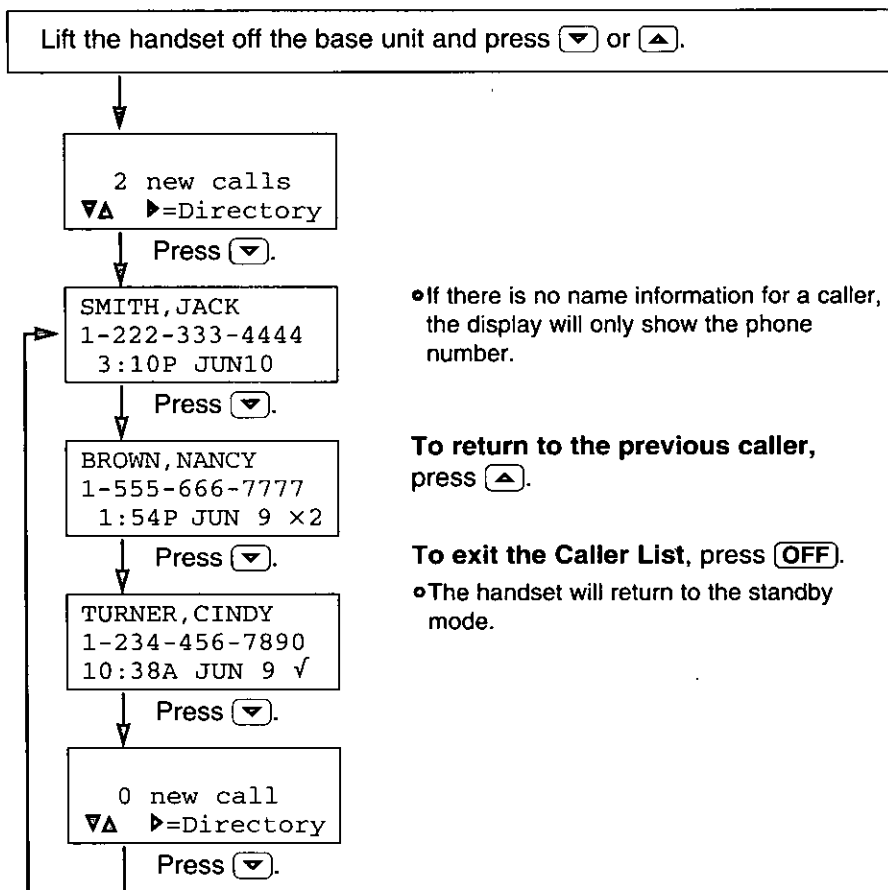 Lift the handset off the base unit and press ▼ or ▲.
2 new calls
▼▲ ▶=Directory
Press ▼.
SMITH,JACK
1-222-333-4444
3:10P JUN10
Press ▼.
BROWN,NANCY
1-555-666-7777
1:54P JUN 9 ×2
Press ▼.
TURNER,CINDY
1-234-456-7890
10:38A JUN 9 √
Press ▼.
0 new call
▼▲ ▶=Directory
Press ▼.
•If there is no name information for a caller,
the display will only show the phone
number.
To return to the previous caller,
press ▲.
To exit the Caller List, press OFF.
•The handset will return to the standby
mode.